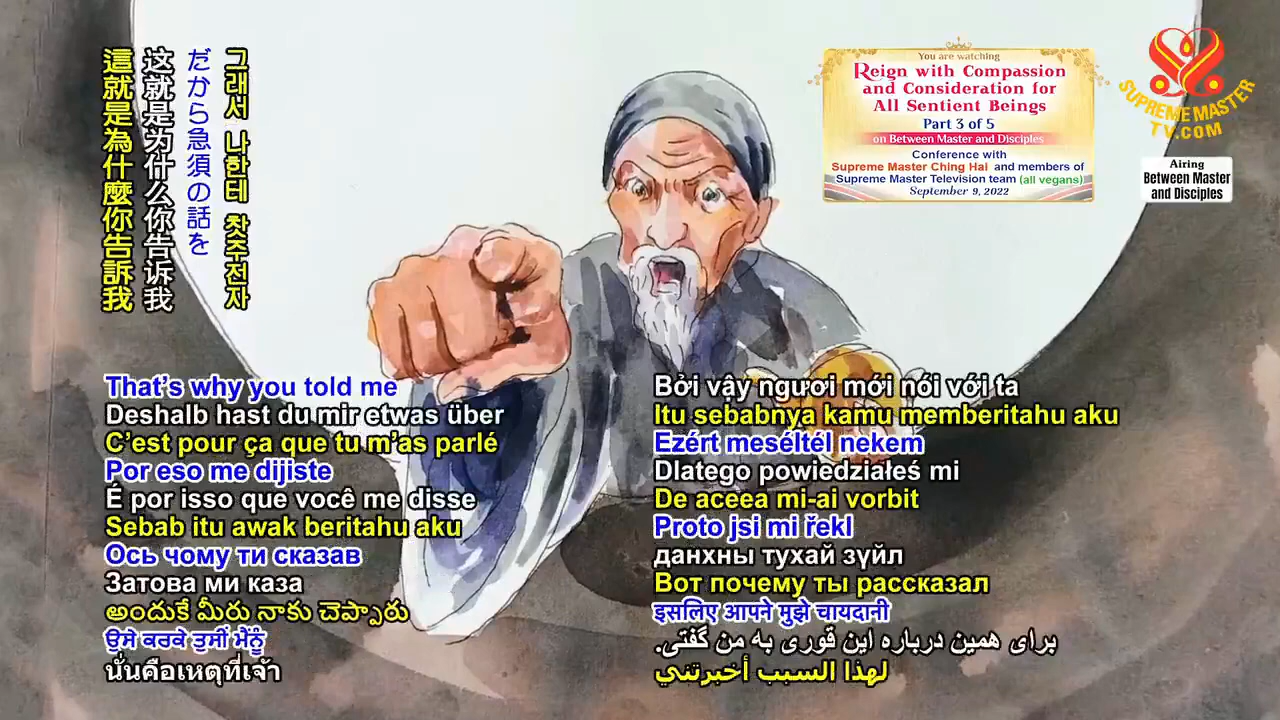 這就是為什麼你告訴我
这就是为什么你告诉我
だから急須の話を
그래서 나한테 찻주전자
You are watching
Reign with Compassion
and Consideration for
All Sentient Beings
Part 3 of 5
on Between Master and Disciples
Conference with
Supreme Master Ching Hai and members of
Supreme Master Television team (all vegans)
September 9, 2022
SUPREME MASTER
TV.COM
Airing
Between Master
and Disciples
That's why you told me
Deshalb hast du mir etwas über
C'est pour ça que tu m'as parlé
Por eso me dijiste
É por isso que você me disse
Sebab itu awak beritahu aku
Ось чому ти сказав
Затова ми каза
అందుకే మీరు నాకు చెప్పారు
ਉਸੇ ਕਰਕੇ ਤੁਸੀਂ ਮੈਨੂੰ
นั่นคือเหตุที่เจ้า
Bởi vậy ngươi mới nói với ta
Itu sebabnya kamu memberitahu aku
Ezért meséltél nekem
Dlatego powiedziałeś mi
De aceea mi-ai vorbit
Proto jsi mi řekl
данхны тухай зүйл
Вот почему ты рассказал
इसलिए आपने मुझे चायदानी
برای همین درباره این قوری به من گفتی.
لهذا السبب أخبرتني